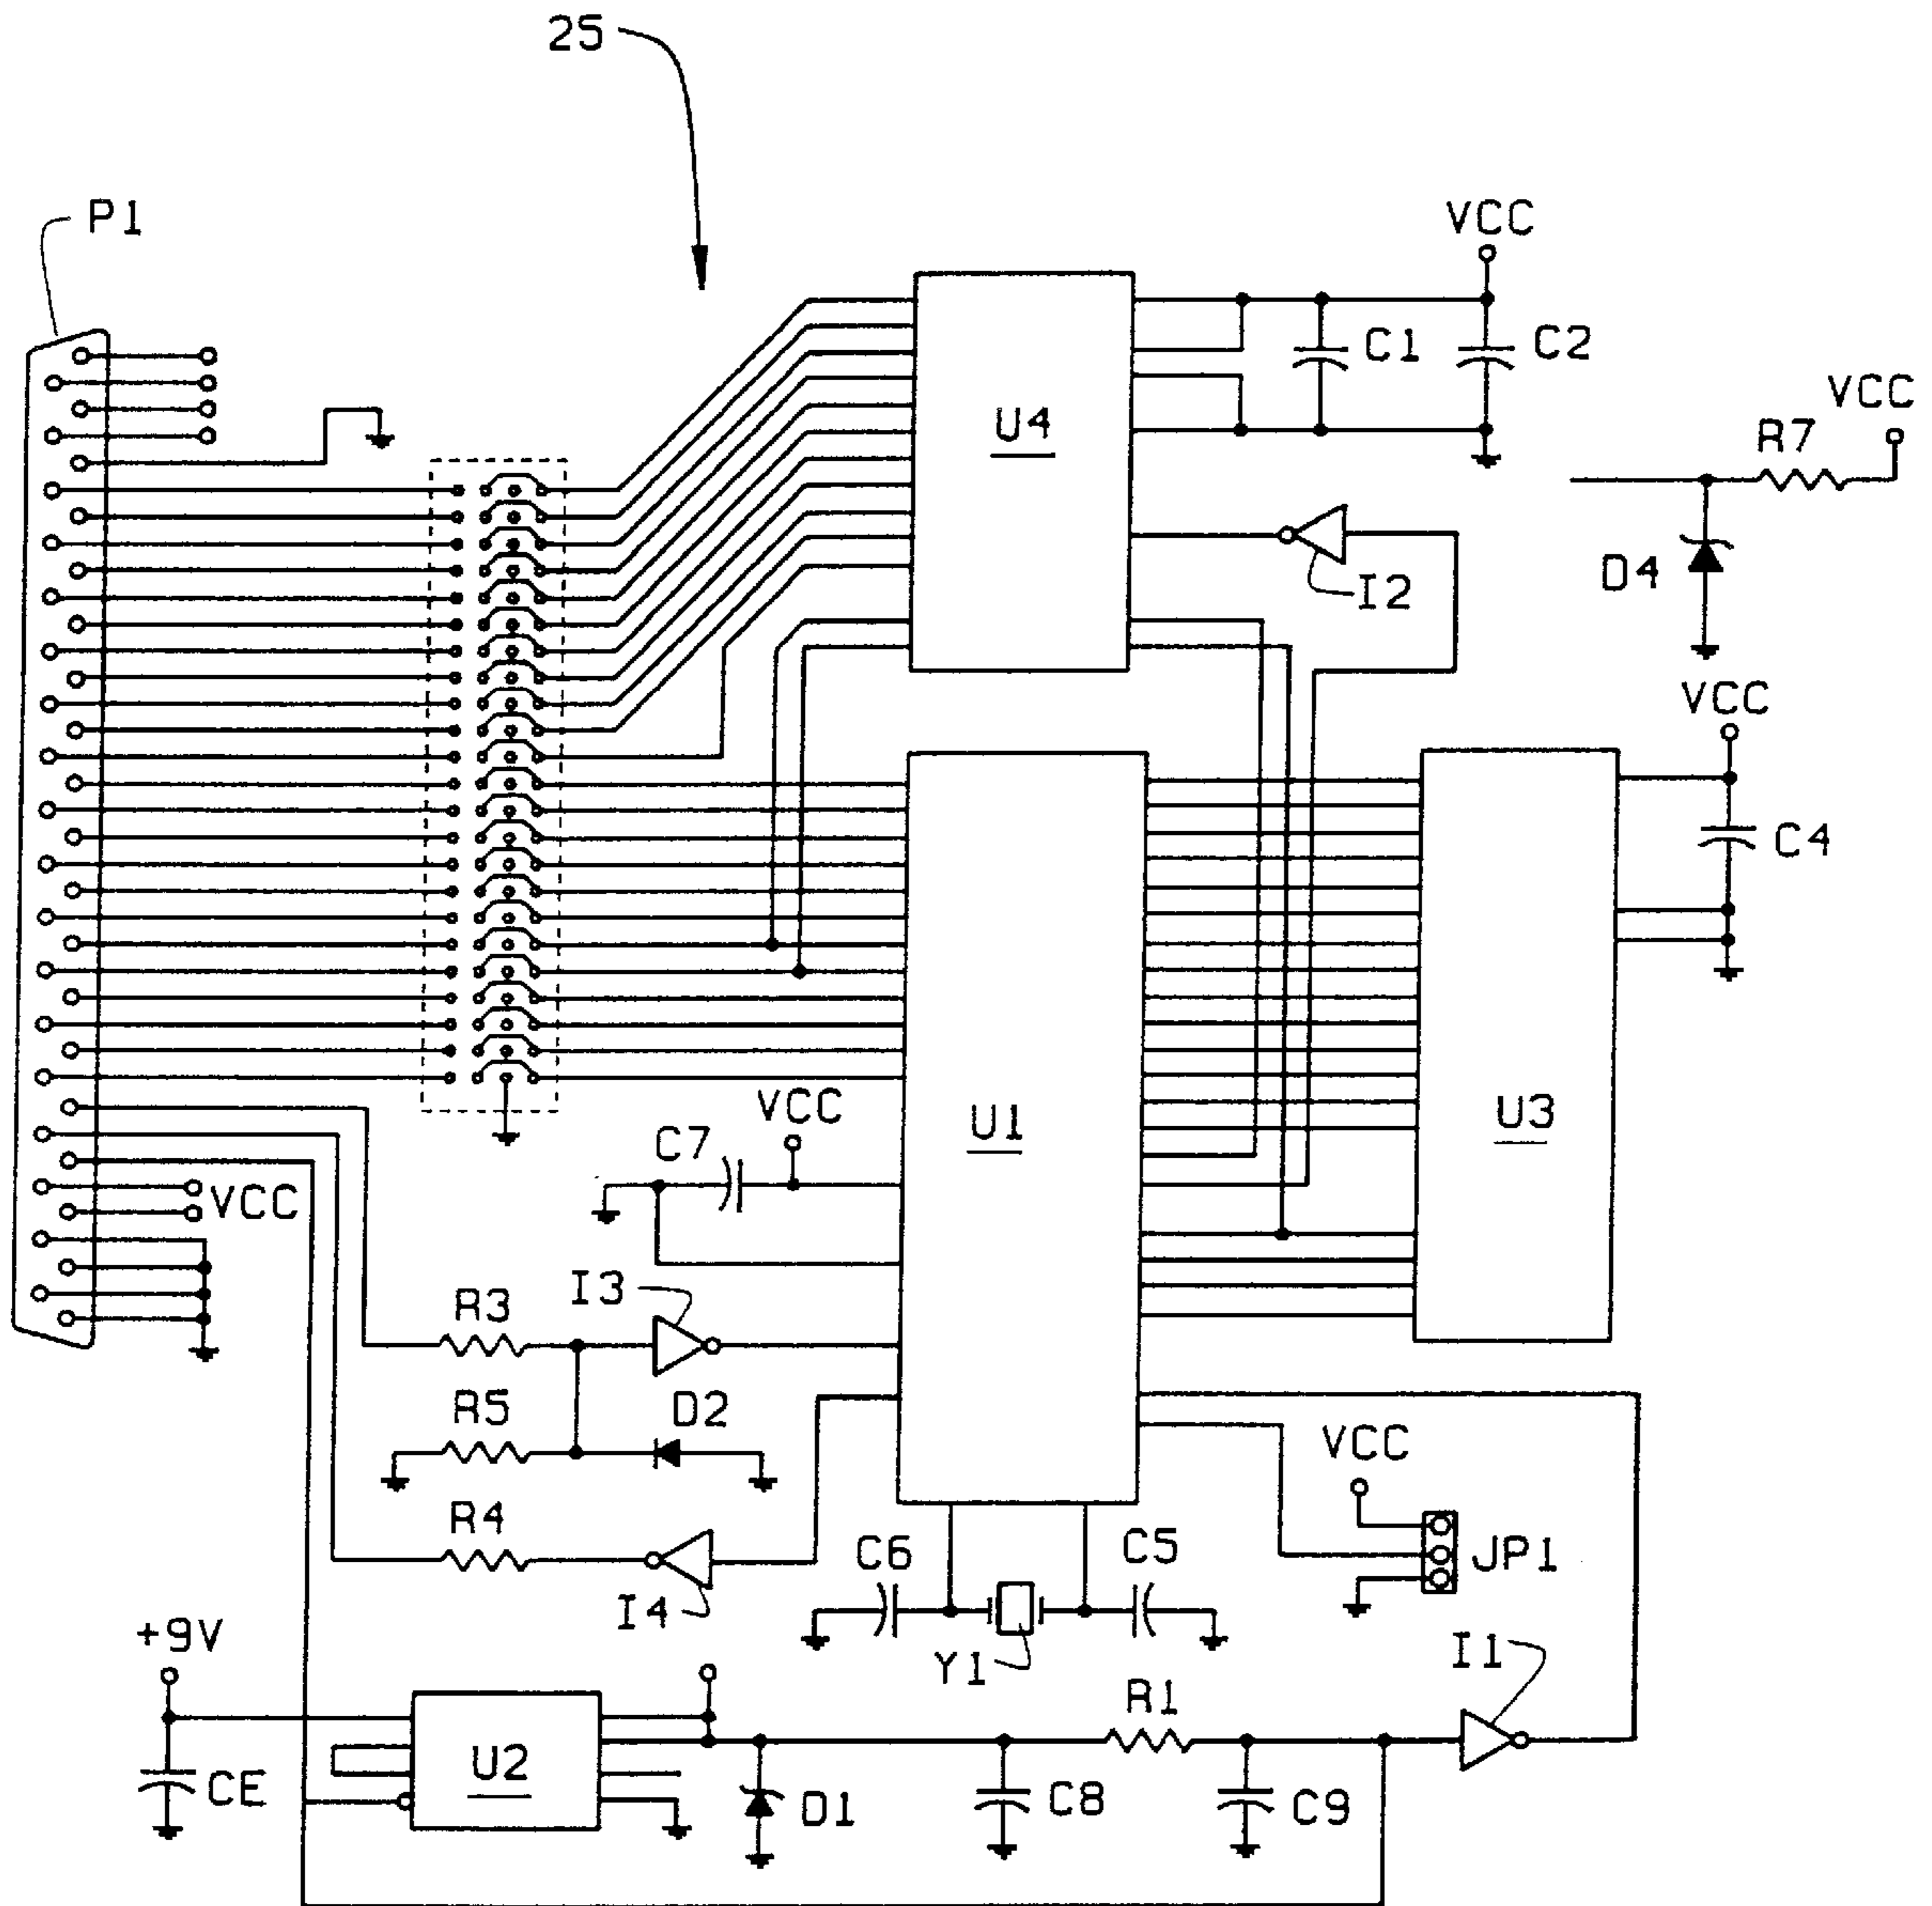 25
P1
VCC
C1
C2
VCC
U4
R7
I2
D4
VCC
C4
U1
U3
VCC
C7
VCC
I3
R3
R5
D2
VCC
R4
C6
C5
JP1
I4
+9V
Y1
I1
R1
U2
CE
D1
C8
C9